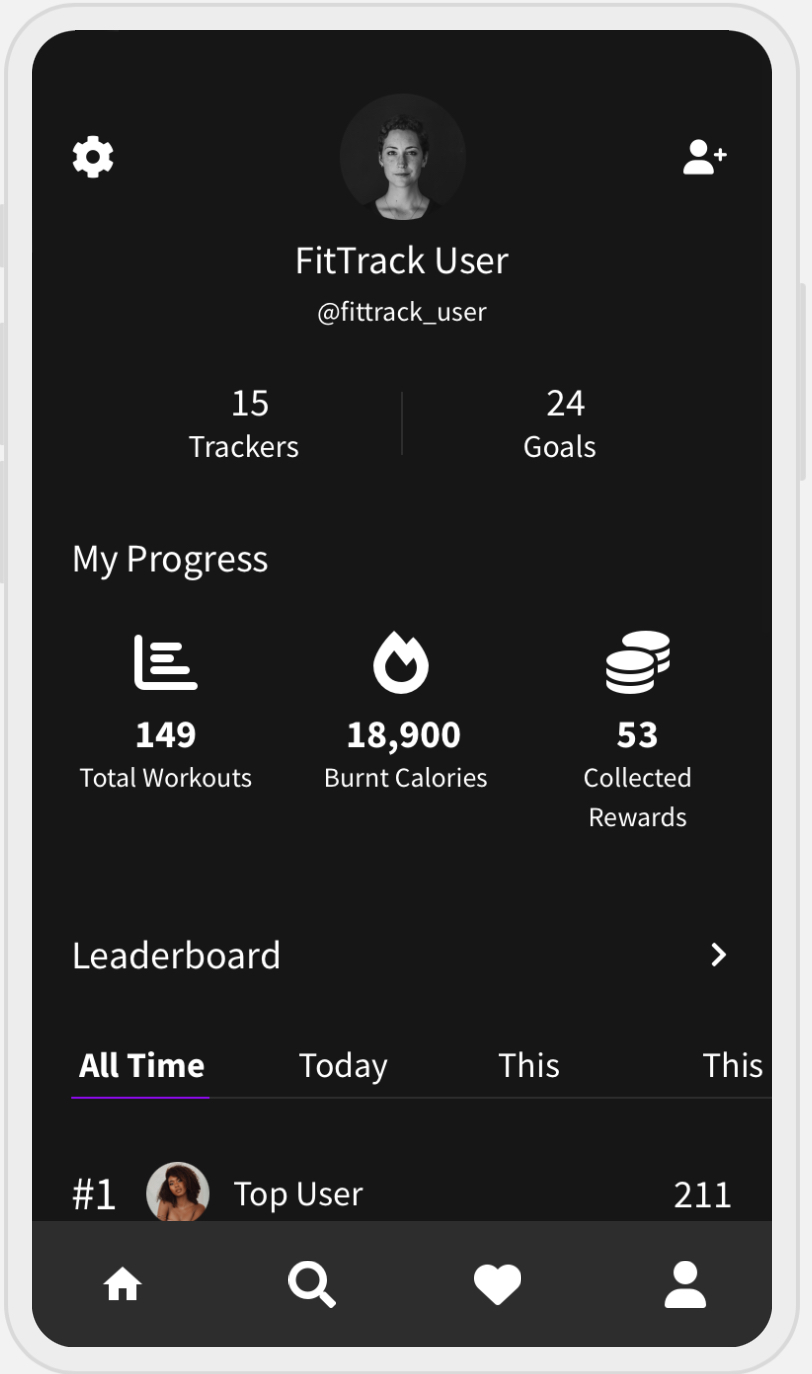 FitTrack User
@fittrack_user
15
Trackers
24
Goals
My Progress
149
Total Workouts
18,900
Burnt Calories
53
Collected
Rewards
Leaderboard
All Time
Today
This
This
#1 Top User 211